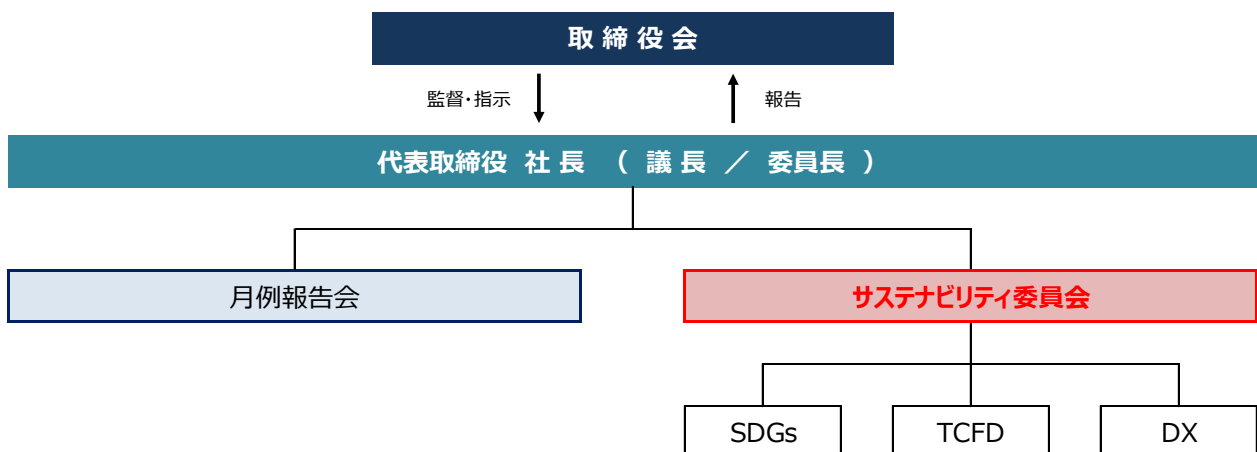 取締役会
監督・指示
報告
代表取締役 社長 （ 議長 ／ 委員長 ）
月例報告会
サステナビリティ委員会
SDGs
TCFD
DX